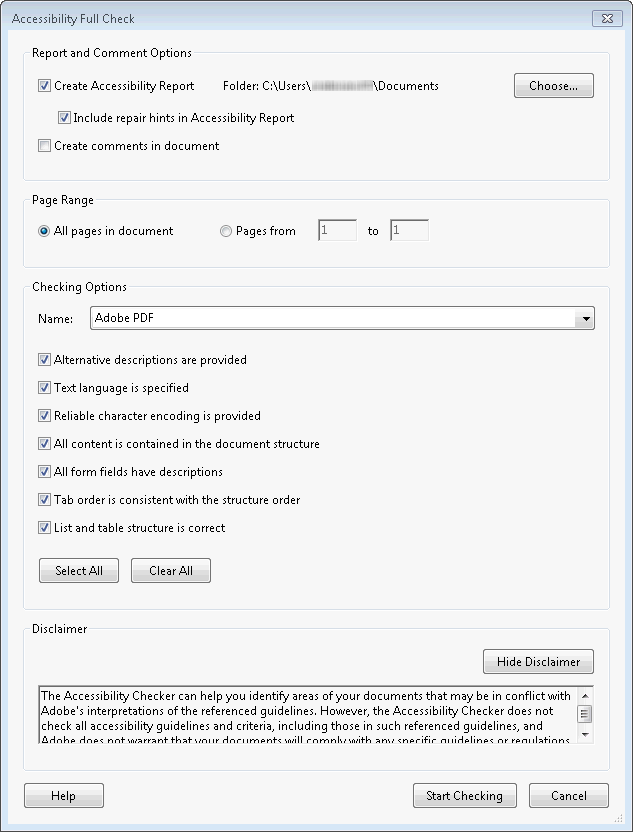 Accessibility Full Check
Report and Comment Options
Create Accessibility Report Folder: C:\Users\ \Documents Choose...
Include repair hints in Accessibility Report
Create comments in document
Page Range
All pages in document Pages from 1 to 1
Checking Options
Name: Adobe PDF
Alternative descriptions are provided
Text language is specified
Reliable character encoding is provided
All content is contained in the document structure
All form fields have descriptions
Tab order is consistent with the structure order
List and table structure is correct
Select All Clear All
Disclaimer
Hide Disclaimer
The Accessibility Checker can help you identify areas of your documents that may be in conflict with
Adobe's interpretations of the referenced guidelines. However, the Accessibility Checker does not
check all accessibility guidelines and criteria, including those in such referenced guidelines, and
Adobe does not warrant that your documents will comply with any specific guidelines or regulations
Help Start Checking Cancel